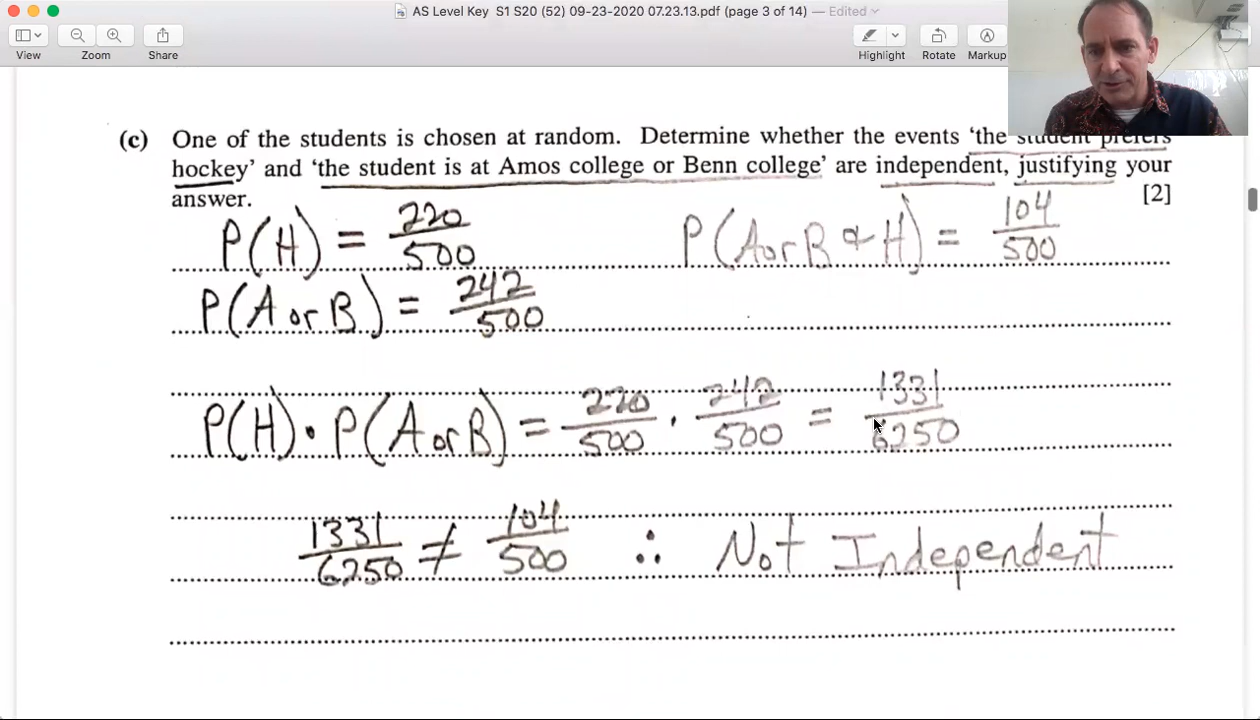 AS Level Key S1 S20 (52) 09-23-2020 07.23.13.pdf (page 3 of 14) — Edited
View Zoom Share Highlight Rotate Markup
(c) One of the students is chosen at random. Determine whether the events ‘the student prefers
hockey’ and ‘the student is at Amos college or Benn college’ are independent, justifying your
answer. [2]
P(H) = 220/500 P(A or B & H) = 104/500
P(A or B) = 242/500
P(H) · P(A or B) = 220/500 · 242/500 = 1331/6250
1331/6250 ≠ 104/500 ∴ Not Independent